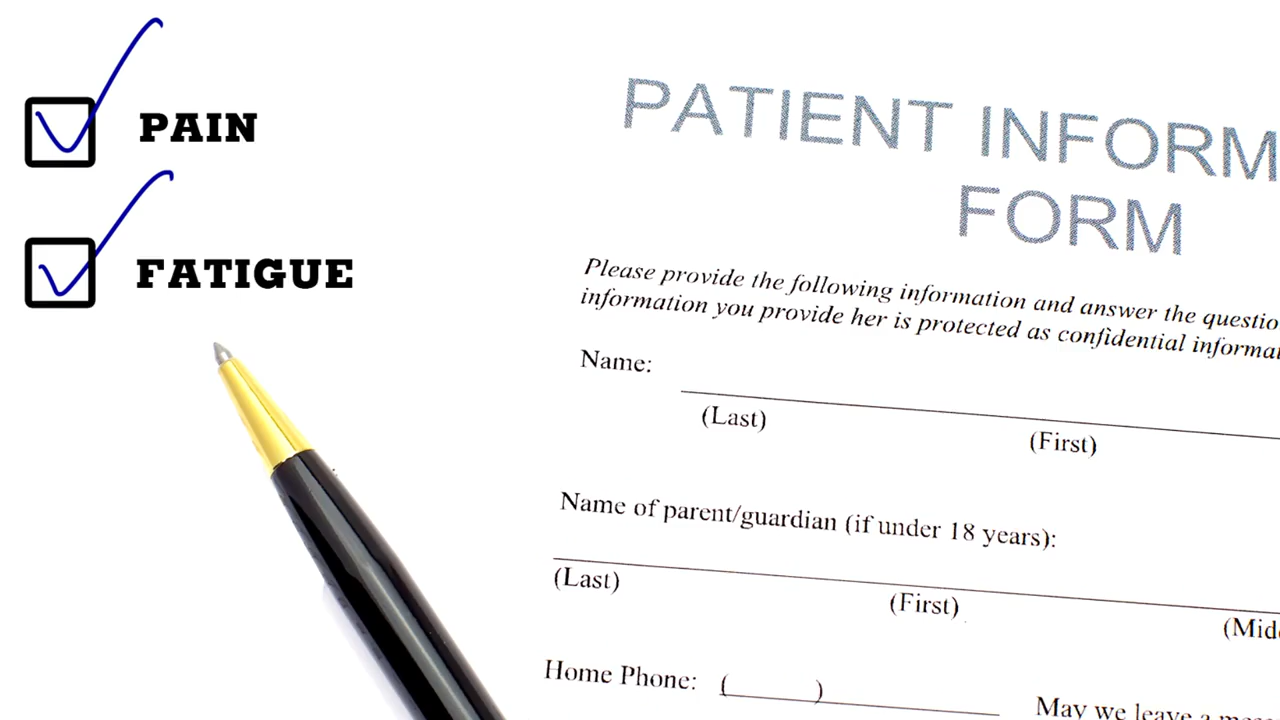 PAIN
FATIGUE
PATIENT INFORM
FORM
Please provide the following information and answer the questio
information you provide her is protected as confidential informa
Name:
(Last) (First)
Name of parent/guardian (if under 18 years):
(Last) (First) (Midd
Home Phone: ( ) May we leave a